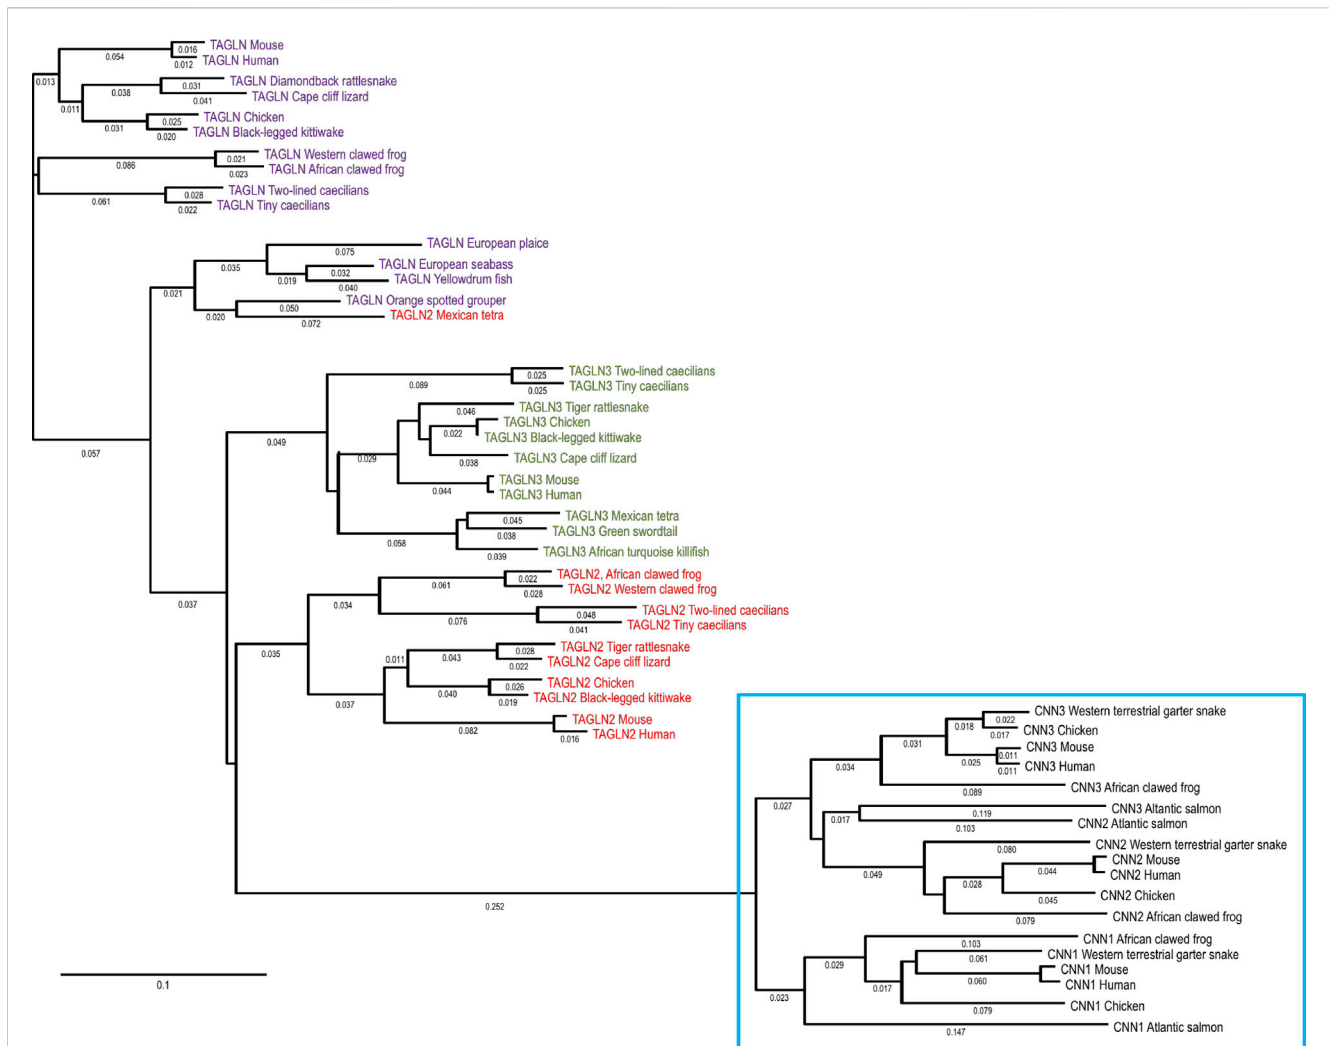 0.016 TAGLN Mouse
0.054
0.012 TAGLN Human
0.013
0.031 TAGLN Diamondback rattlesnake
0.038
0.041 TAGLN Cape cliff lizard
0.011
0.025 TAGLN Chicken
0.031
0.020 TAGLN Black-legged kittiwake
0.021 TAGLN Western clawed frog
0.086
0.023 TAGLN African clawed frog
0.028 TAGLN Two-lined caecilians
0.061
0.022 TAGLN Tiny caecilians
0.075 TAGLN European plaice
0.035
0.032 TAGLN European seabass
0.019
0.040 TAGLN Yellowdrum fish
0.021
0.050 TAGLN Orange spotted grouper
0.020
0.072 TAGLN2 Mexican tetra
0.057
0.025 TAGLN3 Two-lined caecilians
0.089
0.025 TAGLN3 Tiny caecilians
0.046 TAGLN3 Tiger rattlesnake
TAGLN3 Chicken
0.022
TAGLN3 Black-legged kittiwake
0.049
0.029
0.038 TAGLN3 Cape cliff lizard
TAGLN3 Mouse
0.044
TAGLN3 Human
0.045 TAGLN3 Mexican tetra
0.038 TAGLN3 Green swordtail
0.058
0.039 TAGLN3 African turquoise killifish
0.037
0.022 TAGLN2, African clawed frog
0.061
0.028 TAGLN2 Western clawed frog
0.034
0.048 TAGLN2 Two-lined caecilians
0.076
0.041 TAGLN2 Tiny caecilians
0.035
0.028 TAGLN2 Tiger rattlesnake
0.043
0.022 TAGLN2 Cape cliff lizard
0.011
0.026 TAGLN2 Chicken
0.040
0.019 TAGLN2 Black-legged kittiwake
0.037
TAGLN2 Mouse
0.082
0.016 TAGLN2 Human
0.252
CNN3 Western terrestrial garter snake
0.018 0.022
0.017 CNN3 Chicken
0.031
CNN3 Mouse
0.025 0.011
0.011 CNN3 Human
0.034
0.089 CNN3 African clawed frog
0.027
0.119 CNN3 Altantic salmon
0.017
0.103 CNN2 Atlantic salmon
0.080 CNN2 Western terrestrial garter snake
CNN2 Mouse
0.044
CNN2 Human
0.049
0.028
0.045 CNN2 Chicken
0.079 CNN2 African clawed frog
0.103 CNN1 African clawed frog
0.061 CNN1 Western terrestrial garter snake
0.029
CNN1 Mouse
0.060
CNN1 Human
0.017
0.079 CNN1 Chicken
0.023
0.147 CNN1 Atlantic salmon
0.1